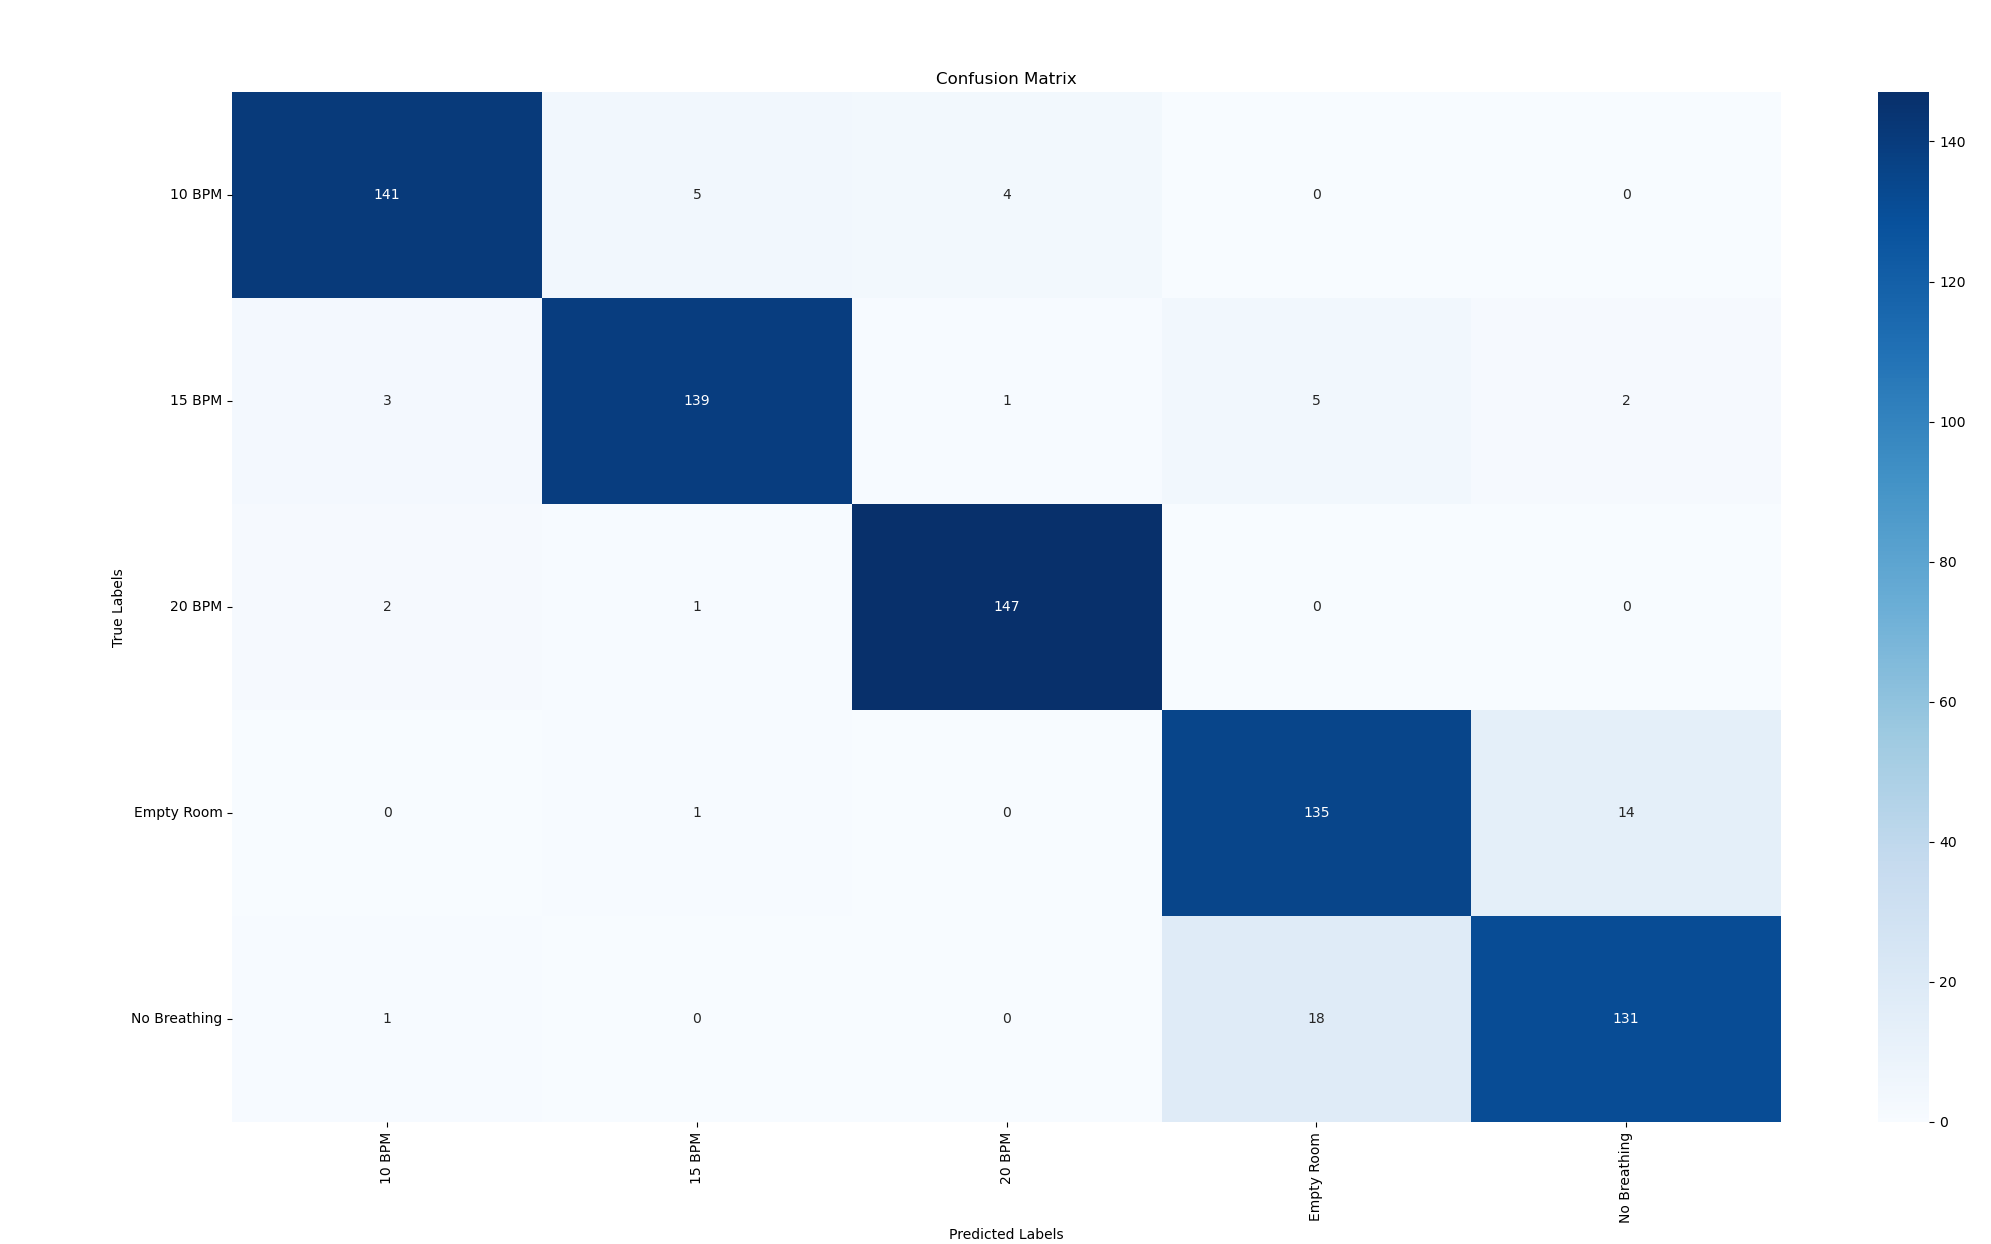 Confusion Matrix
10 BPM 141 5 4 0 0
15 BPM 3 139 1 5 2
20 BPM 2 1 147 0 0
Empty Room 0 1 0 135 14
No Breathing 1 0 0 18 131
True Labels
10 BPM 15 BPM 20 BPM Empty Room No Breathing
Predicted Labels
140
120
100
80
60
40
20
0